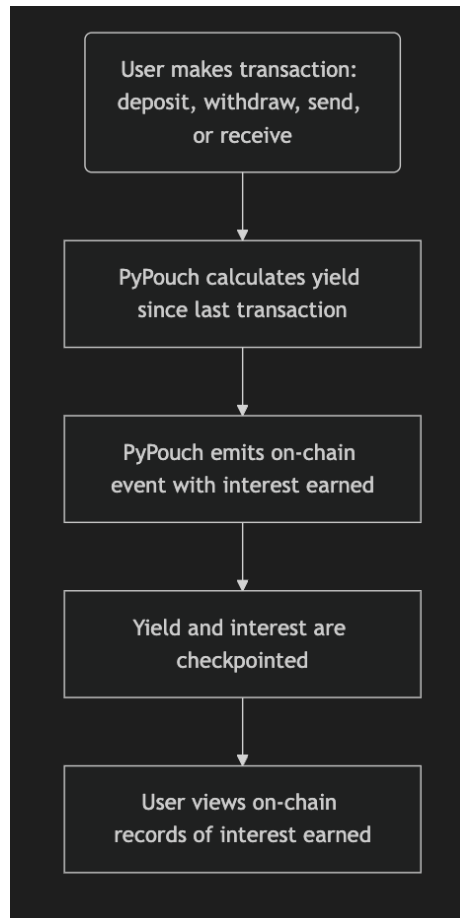 User makes transaction:
deposit, withdraw, send,
or receive
PyPouch calculates yield
since last transaction
PyPouch emits on-chain
event with interest earned
Yield and interest are
checkpointed
User views on-chain
records of interest earned